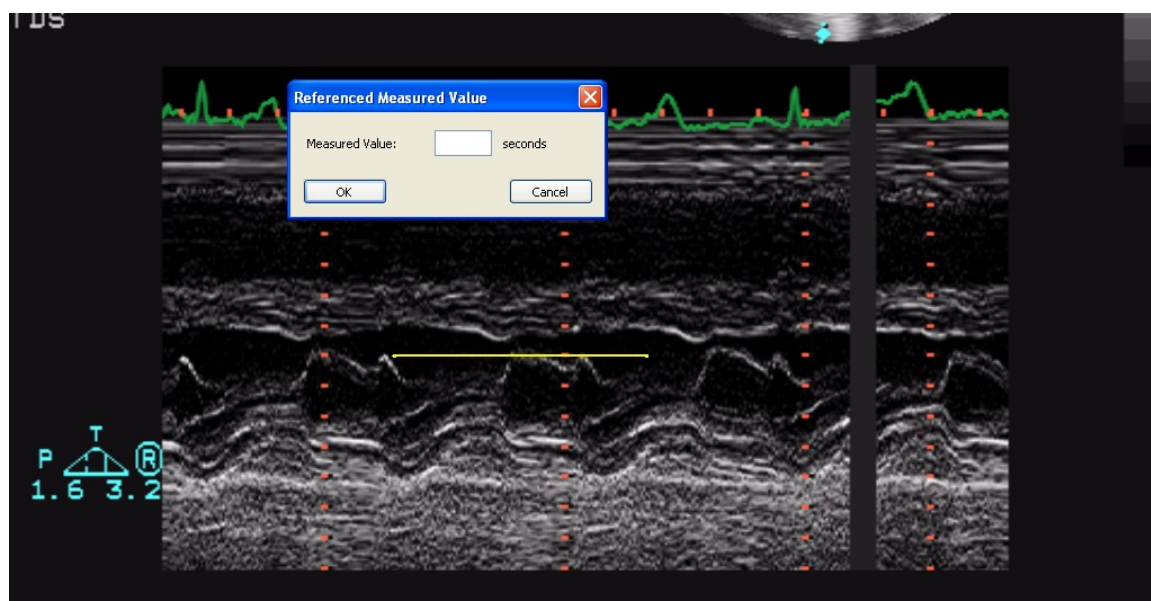 TDS
Referenced Measured Value
Measured Value: seconds
OK Cancel
T
P R
1.6 3.2